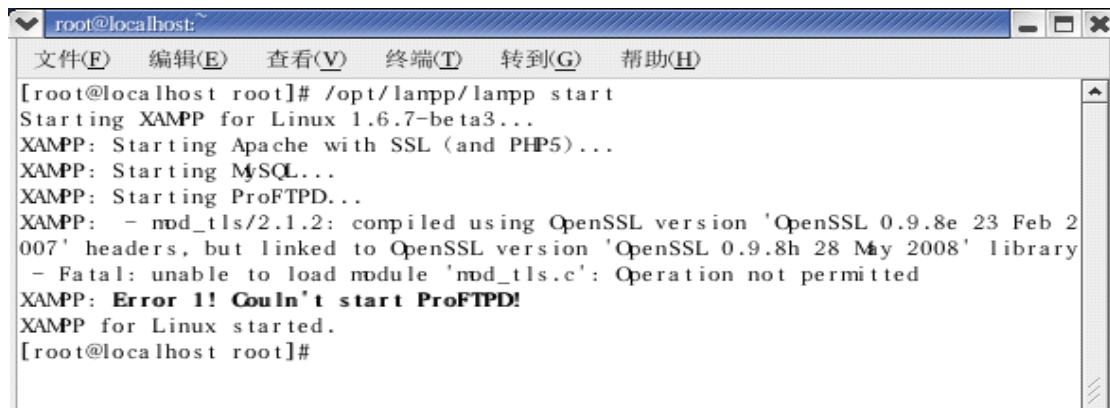 root@localhost:~
文件(F) 编辑(E) 查看(V) 终端(T) 转到(G) 帮助(H)
[root@localhost root]# /opt/lampp/lampp start
Starting XAMPP for Linux 1.6.7-beta3...
XAMPP: Starting Apache with SSL (and PHP5)...
XAMPP: Starting MySQL...
XAMPP: Starting ProFTPD...
XAMPP:  - mod_tls/2.1.2: compiled using OpenSSL version 'OpenSSL 0.9.8e 23 Feb 2
007' headers, but linked to OpenSSL version 'OpenSSL 0.9.8h 28 May 2008' library
 - Fatal: unable to load module 'mod_tls.c': Operation not permitted
XAMPP: Error 1! Couln't start ProFTPD!
XAMPP for Linux started.
[root@localhost root]#